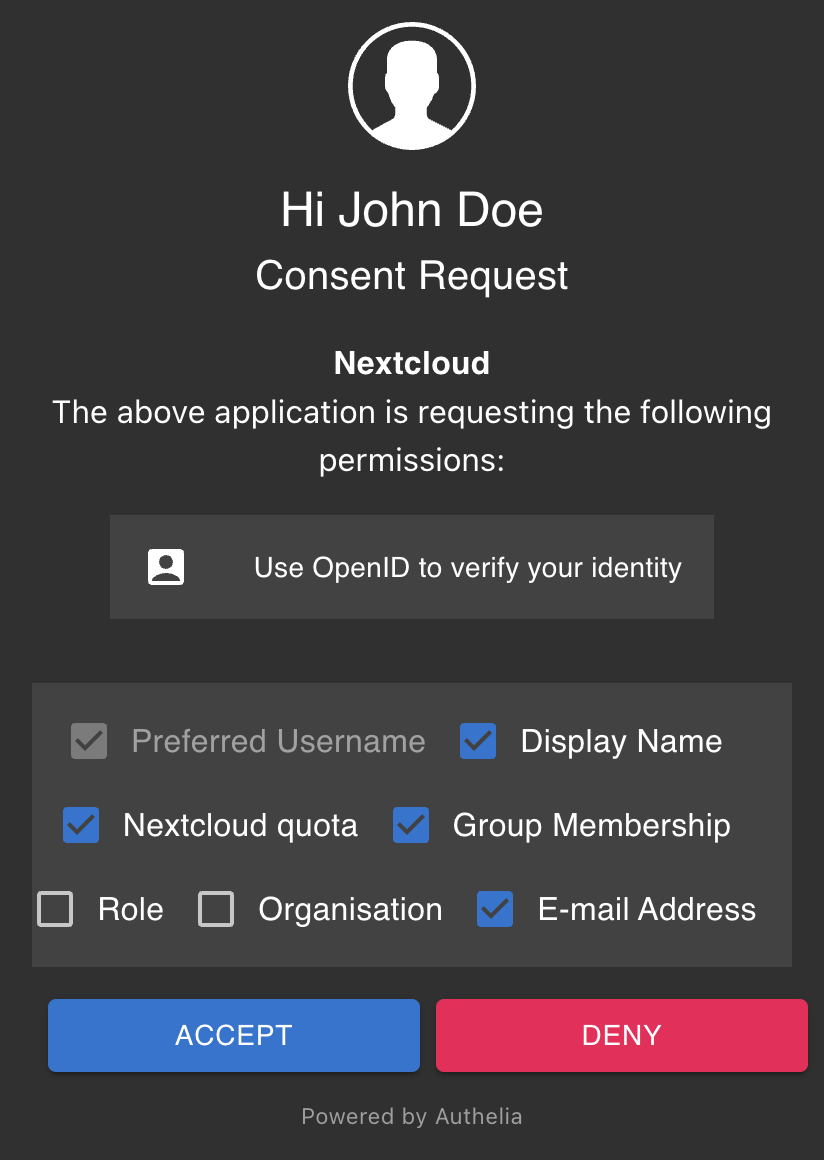 Hi John Doe
Consent Request
Nextcloud
The above application is requesting the following
permissions:
Use OpenID to verify your identity
Preferred Username Display Name
Nextcloud quota Group Membership
Role Organisation E-mail Address
ACCEPT DENY
Powered by Authelia